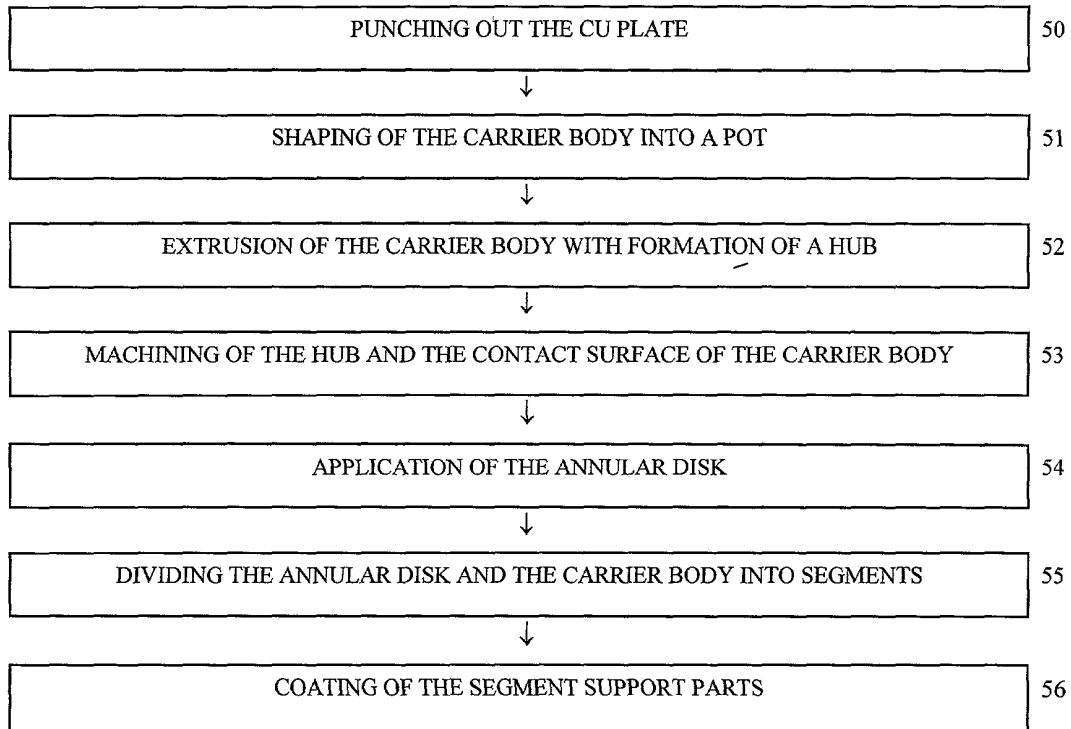 PUNCHING OUT THE CU PLATE 50
↓
SHAPING OF THE CARRIER BODY INTO A POT 51
↓
EXTRUSION OF THE CARRIER BODY WITH FORMATION OF A HUB 52
↓
MACHINING OF THE HUB AND THE CONTACT SURFACE OF THE CARRIER BODY 53
↓
APPLICATION OF THE ANNULAR DISK 54
↓
DIVIDING THE ANNULAR DISK AND THE CARRIER BODY INTO SEGMENTS 55
↓
COATING OF THE SEGMENT SUPPORT PARTS 56